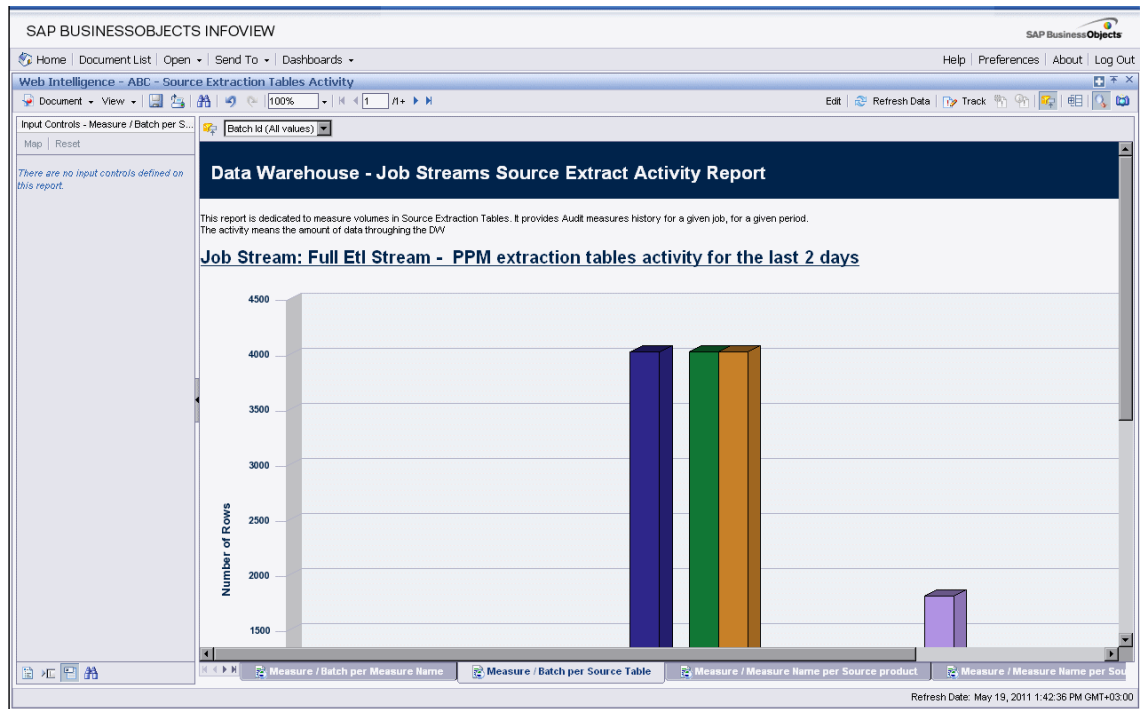 SAP BUSINESSOBJECTS INFOVIEW
SAP BusinessObjects
Home | Document List | Open | Send To | Dashboards
Help | Preferences | About | Log Out
Web Intelligence - ABC - Source Extraction Tables Activity
Document View 100% 1 /1+
Edit Refresh Data Track
Input Controls - Measure / Batch per S...
Map | Reset
There are no input controls defined on
this report.
Batch Id (All values)
Data Warehouse - Job Streams Source Extract Activity Report
This report is dedicated to measure volumes in Source Extraction Tables. It provides Audit measures history for a given job, for a given period.
The activity means the amount of data throughing the DW
Job Stream: Full Etl Stream - PPM extraction tables activity for the last 2 days
4500
4000
3500
3000
2500
2000
1500
Number of Rows
Measure / Batch per Measure Name
Measure / Batch per Source Table
Measure / Measure Name per Source product
Measure / Measure Name per Sou
Refresh Date: May 19, 2011 1:42:36 PM GMT+03:00